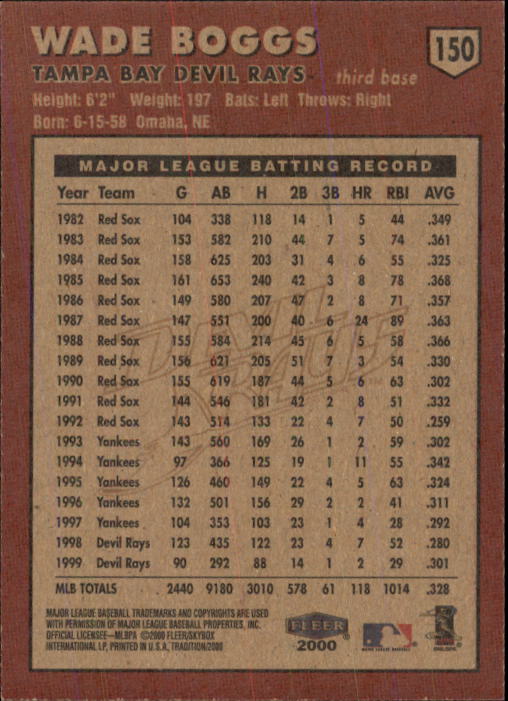 WADE BOGGS
150
TAMPA BAY DEVIL RAYS third base
Height: 6'2" Weight: 197 Bats: Left Throws: Right
Born: 6-15-58 Omaha, NE
MAJOR LEAGUE BATTING RECORD
Year Team G AB H 2B 3B HR RBI AVG
1982 Red Sox 104 338 118 14 1 5 44 .349
1983 Red Sox 153 582 210 44 7 5 74 .361
1984 Red Sox 158 625 203 31 4 6 55 .325
1985 Red Sox 161 653 240 42 3 8 78 .368
1986 Red Sox 149 580 207 47 2 8 71 .357
1987 Red Sox 147 551 200 40 6 24 89 .363
1988 Red Sox 155 584 214 45 6 5 58 .366
1989 Red Sox 156 621 205 51 7 3 54 .330
1990 Red Sox 155 619 187 44 5 6 63 .302
1991 Red Sox 144 546 181 42 2 8 51 .332
1992 Red Sox 143 514 133 22 4 7 50 .259
1993 Yankees 143 560 169 26 1 2 59 .302
1994 Yankees 97 366 125 19 1 11 55 .342
1995 Yankees 126 460 149 22 4 5 63 .324
1996 Yankees 132 501 156 29 2 2 41 .311
1997 Yankees 104 353 103 23 1 4 28 .292
1998 Devil Rays 123 435 122 23 4 7 52 .280
1999 Devil Rays 90 292 88 14 1 2 29 .301
MLB TOTALS 2440 9180 3010 578 61 118 1014 .328
DEVIL RAYS
MAJOR LEAGUE BASEBALL TRADEMARKS AND COPYRIGHTS ARE USED
WITH PERMISSION OF MAJOR LEAGUE BASEBALL PROPERTIES, INC.
OFFICIAL LICENSEE—MLBPA ©2000 FLEER/SKYBOX
INTERNATIONAL LP, PRINTED IN U.S.A, TRADITION/2000
FLEER
2000